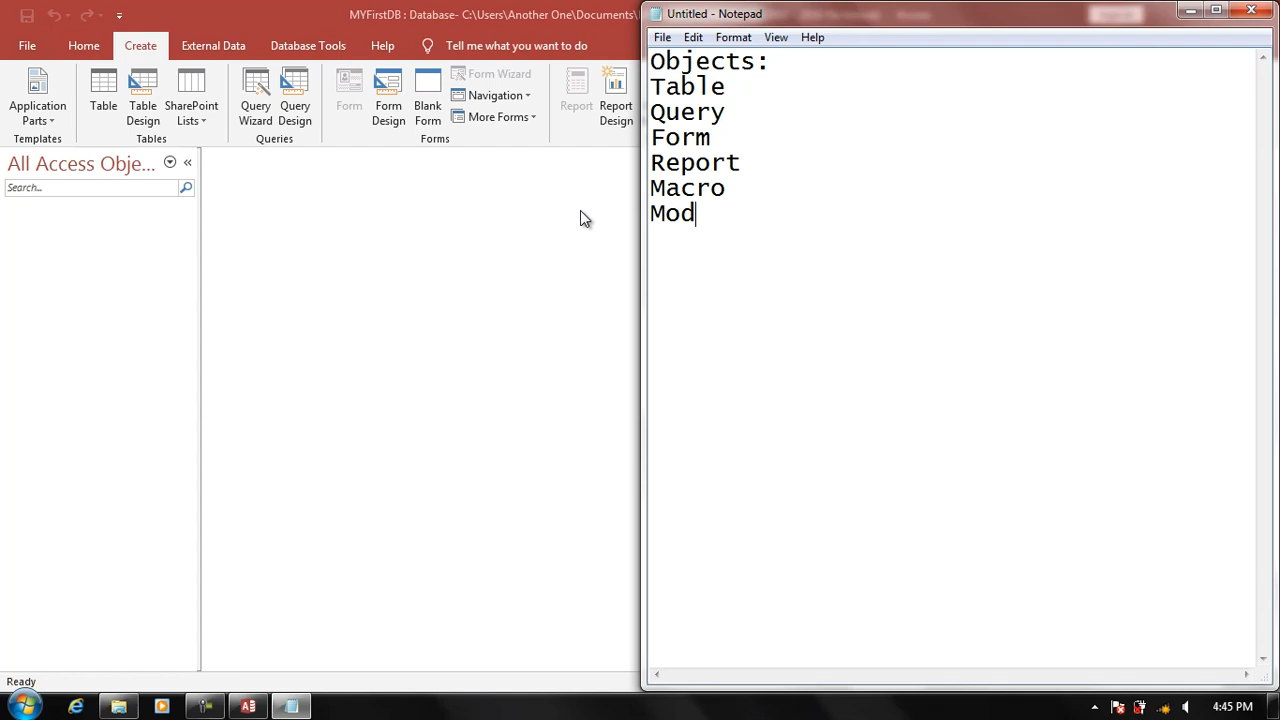 MYFirstDB : Database- C:\Users\Another One\Documents\
File Home Create External Data Database Tools Help Tell me what you want to do
Application Parts
Table
Table Design
SharePoint Lists
Query Wizard
Query Design
Form
Form Design
Blank Form
Form Wizard
Navigation
More Forms
Report
Report Design
Templates Tables Queries Forms
All Access Obje...
Search...
Ready
Untitled - Notepad
File Edit Format View Help
Objects:
Table
Query
Form
Report
Macro
Mod
4:45 PM